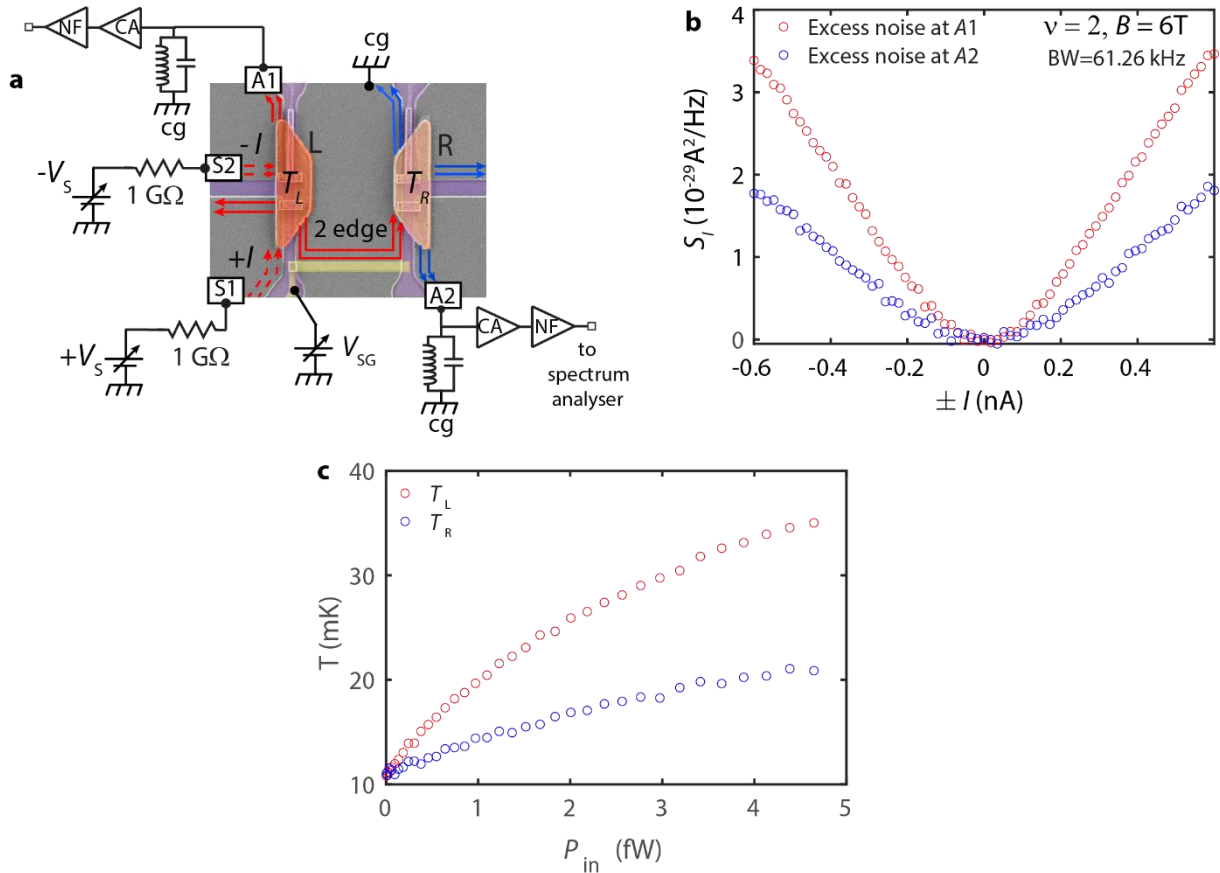 a
NF
CA
cg
A1
cg
L
R
-I
S2
T_L
T_R
-V_S
1 GΩ
2 edge
+I
S1
A2
+V_S
1 GΩ
V_SG
CA
NF
to
spectrum
analyser
cg
b
Excess noise at A1
Excess noise at A2
ν = 2, B = 6T
BW=61.26 kHz
S_I (10⁻²⁹A²/Hz)
4
3
2
1
0
-0.6
-0.4
-0.2
0
0.2
0.4
± I (nA)
c
T_L
T_R
T (mK)
40
30
20
10
0
1
2
3
4
5
P_in (fW)